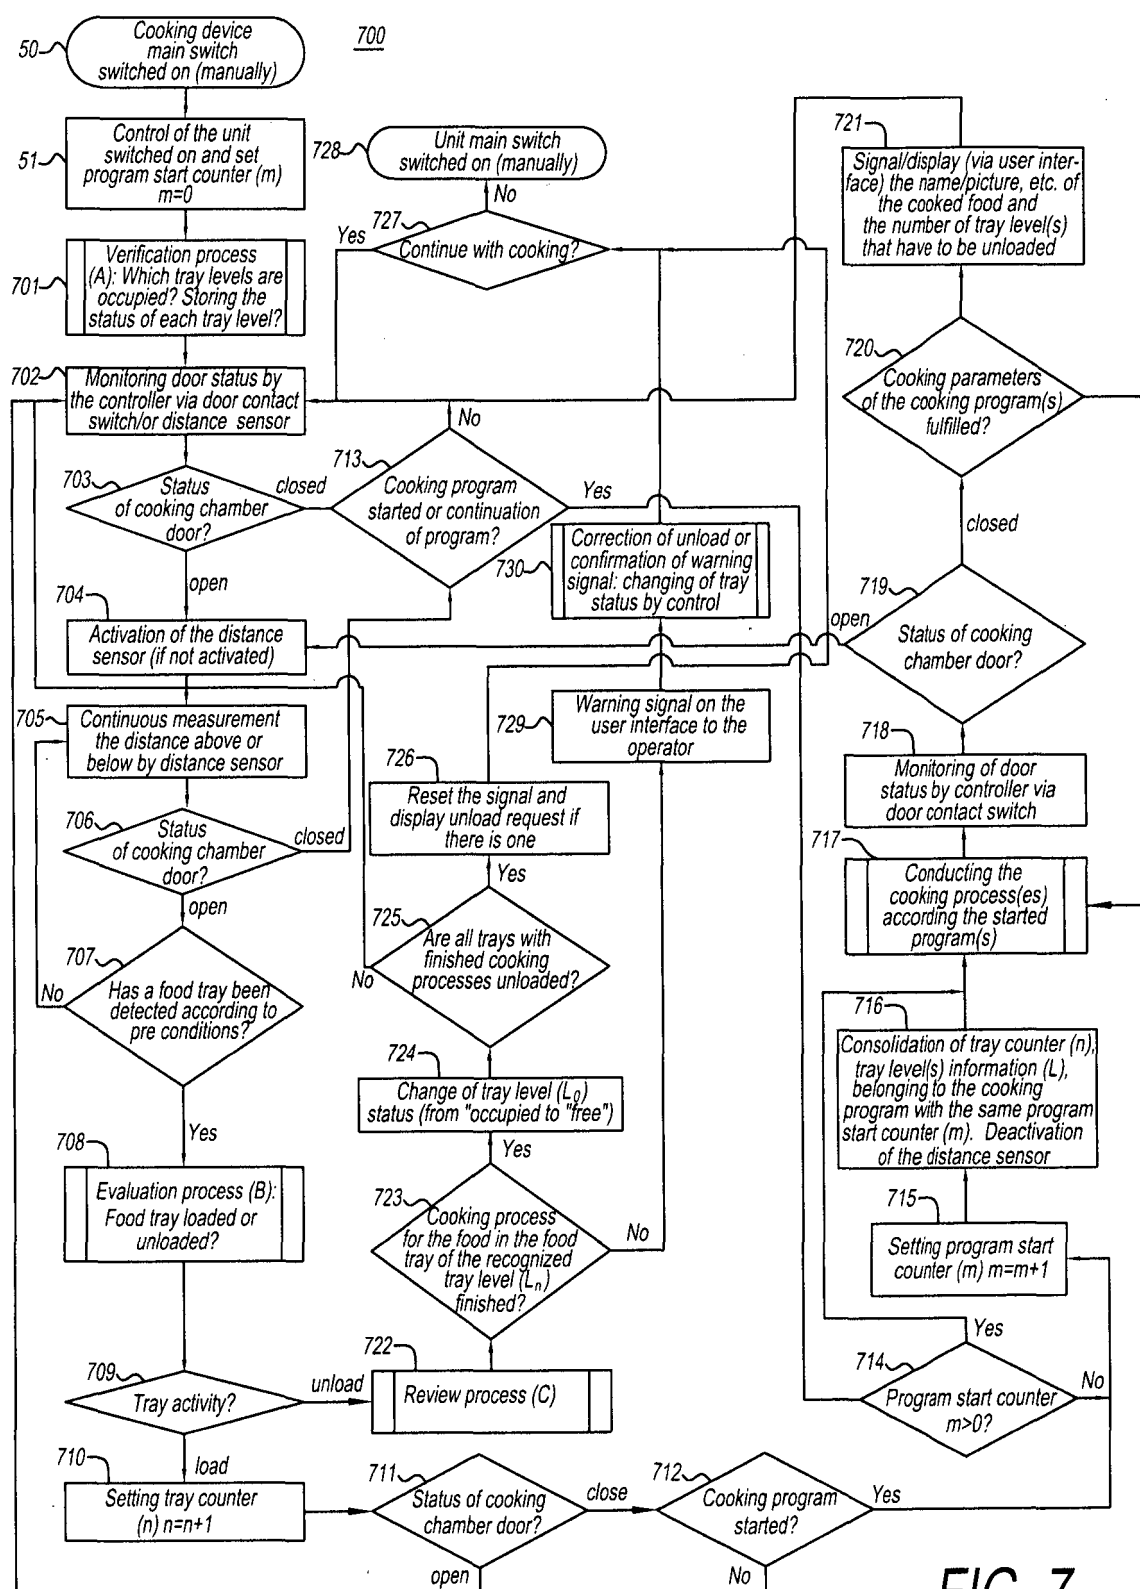 50
Cooking device
main switch
switched on (manually)
700
51
Control of the unit
switched on and set
program start counter (m)
m=0
728
Unit main switch
switched on (manually)
No
721
Signal/display (via user inter-
face) the name/picture, etc. of
the cooked food and
the number of tray level(s)
that have to be unloaded
727
Yes
Continue with cooking?
701
Verification process
(A): Which tray levels are
occupied? Storing the
status of each tray level?
702
Monitoring door status by
the controller via door contact
switch/or distance sensor
720
Cooking parameters
of the cooking program(s)
fulfilled?
No
703
Status
of cooking chamber
door?
closed
713
Cooking program
started or continuation
of program?
Yes
closed
open
730
Correction of unload or
confirmation of warning
signal: changing of tray
status by control
704
Activation of the distance
sensor (if not activated)
719
open
Status of cooking
chamber door?
705
Continuous measurement
the distance above or
below by distance sensor
729
Warning signal on the
user interface to the
operator
718
Monitoring of door
status by controller via
door contact switch
726
Reset the signal and
display unload request if
there is one
Yes
706
Status
of cooking chamber
door?
closed
open
717
Conducting the
cooking process(es)
according the started
program(s)
725
Are all trays with
finished cooking
processes unloaded?
No
707
No
Has a food tray been
detected according to
pre conditions?
Yes
716
Consolidation of tray counter (n),
tray level(s) information (L),
belonging to the cooking
program with the same program
start counter (m). Deactivation
of the distance sensor
724
Change of tray level (L0)
status (from "occupied to "free")
Yes
708
Evaluation process (B):
Food tray loaded or
unloaded?
723
Cooking process
for the food in the food
tray of the recognized
tray level (Ln)
finished?
No
715
Setting program start
counter (m) m=m+1
Yes
714
Program start counter
m>0?
No
709
Tray activity?
unload
722
Review process (C)
load
710
Setting tray counter
(n) n=n+1
711
Status of cooking
chamber door?
close
712
Cooking program
started?
Yes
open
No
FIG. 7